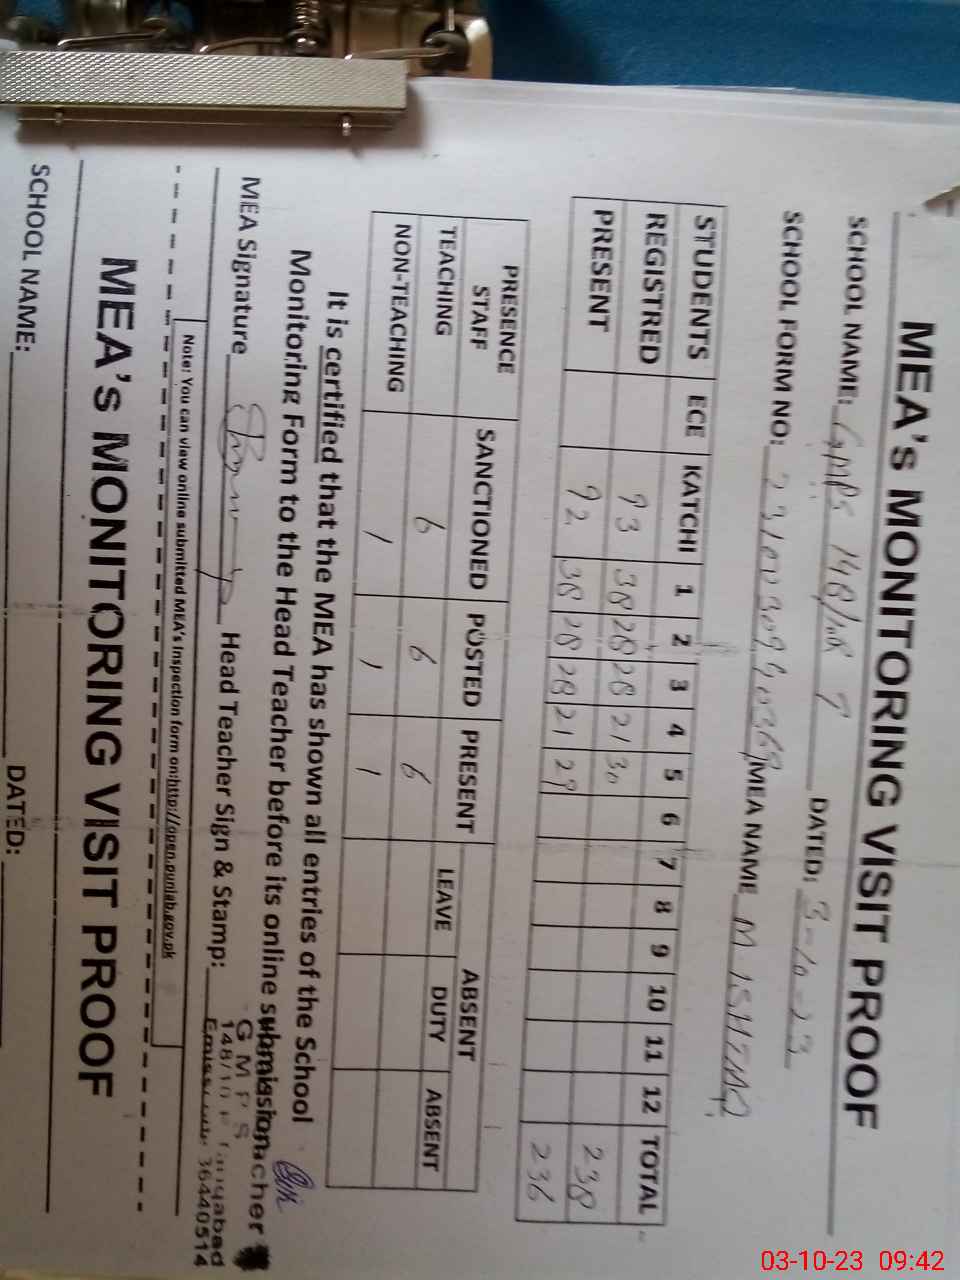 MEA's MONITORING VISIT PROOF
SCHOOL NAME: GMPS 148/ DATED: 3-10-23
SCHOOL FORM NO: MEA NAME M ISHTIAQ
STUDENTS ECE KATCHI 1 2 3 4 5 6 7 8 9 10 11 12 TOTAL
REGISTRED 93 38 28 28 21 30 238
PRESENT 92 38 28 28 21 29 236
PRESENCE STAFF SANCTIONED POSTED PRESENT ABSENT
LEAVE DUTY ABSENT
TEACHING 6 6 6
NON-TEACHING 1 1 1
It is certified that the MEA has shown all entries of the School
Monitoring Form to the Head Teacher before its online submission.
MEA Signature Head Teacher Sign & Stamp:
GMPS
36440514
Note: You can view online submitted MEA's Inspection form on:http://open.punjab.gov.pk
MEA's MONITORING VISIT PROOF
SCHOOL NAME: DATED:
03-10-23 09:42